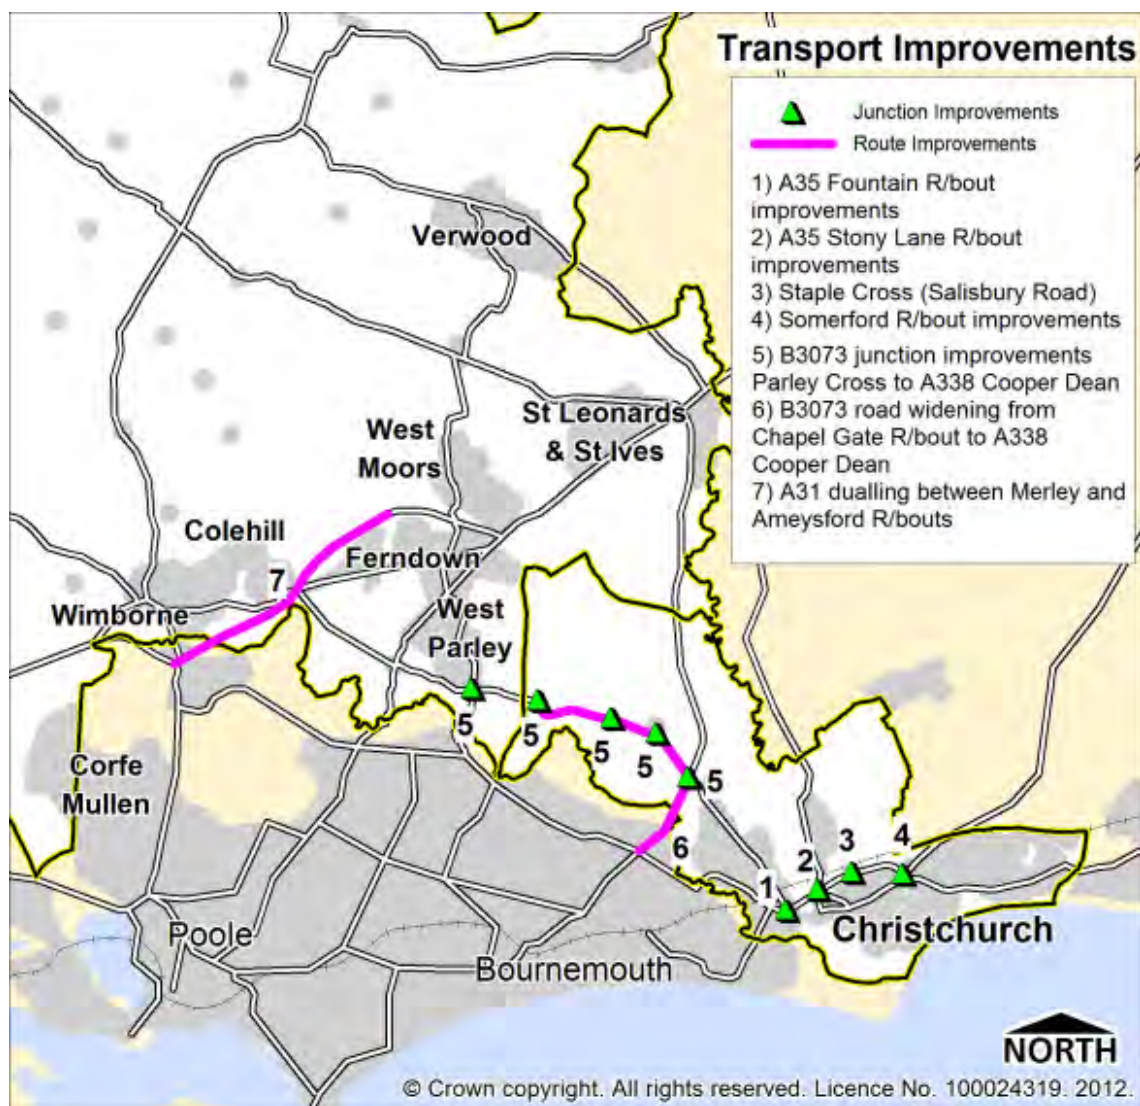 Transport Improvements
Junction Improvements
Route Improvements
1) A35 Fountain R/bout
improvements
2) A35 Stony Lane R/bout
improvements
3) Staple Cross (Salisbury Road)
4) Somerford R/bout improvements
5) B3073 junction improvements
Parley Cross to A338 Cooper Dean
6) B3073 road widening from
Chapel Gate R/bout to A338
Cooper Dean
7) A31 dualling between Merley and
Ameysford R/bouts
Verwood
St Leonards
& St Ives
West
Moors
Colehill
Ferndown
7
Wimborne
West
Parley
5
5
5
5
5
Corfe
Mullen
6
3
4
2
1
Christchurch
Poole
Bournemouth
NORTH
© Crown copyright. All rights reserved. Licence No. 100024319. 2012.